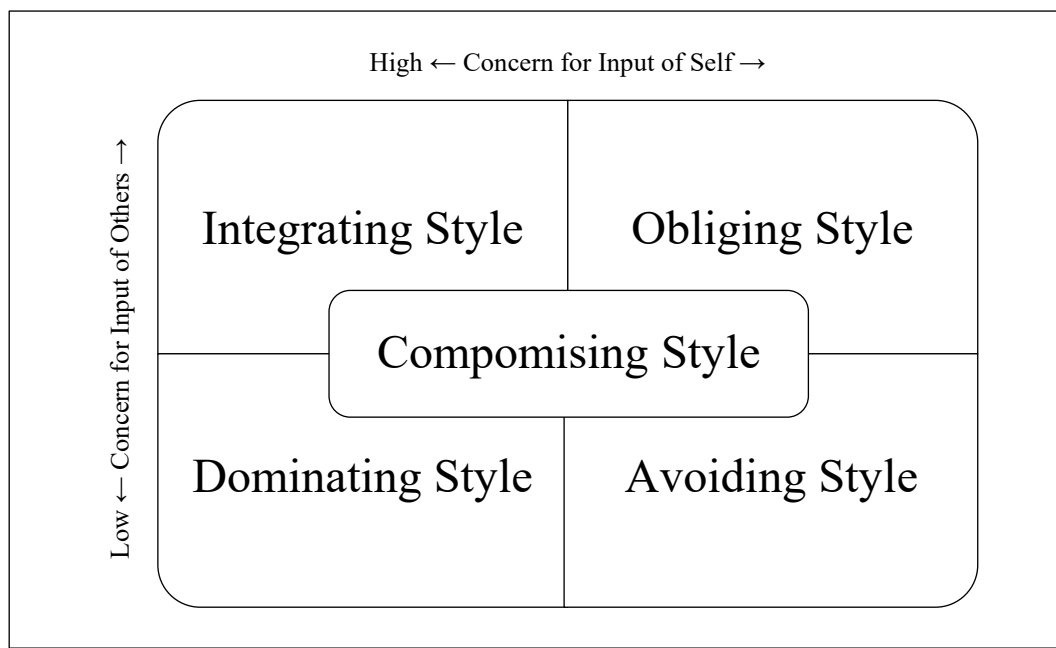 High ← Concern for Input of Self →
Low ← Concern for Input of Others →
Integrating Style
Obliging Style
Compomising Style
Dominating Style
Avoiding Style